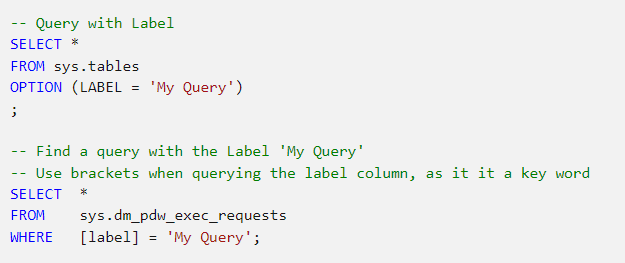 -- Query with Label
SELECT *
FROM sys.tables
OPTION (LABEL = 'My Query')
;
-- Find a query with the Label 'My Query'
-- Use brackets when querying the label column, as it it a key word
SELECT  *
FROM    sys.dm_pdw_exec_requests
WHERE   [label] = 'My Query';